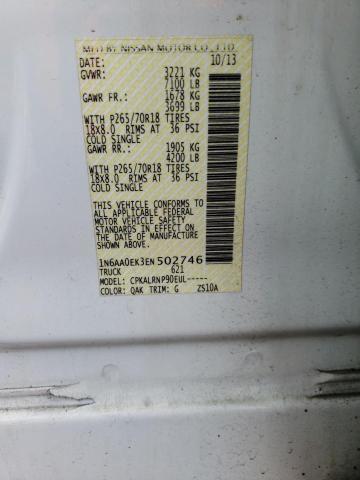 MFD BY NISSAN MOTOR CO., LTD.
DATE: 10/13
GVWR: 3221 KG
7100 LB
GAWR FR.: 1678 KG
3699 LB
WITH P265/70R18 TIRES
18x8.0 RIMS AT 36 PSI
COLD SINGLE
GAWR RR.: 1905 KG
4200 LB
WITH P265/70R18 TIRES
18x8.0 RIMS AT 36 PSI
COLD SINGLE
THIS VEHICLE CONFORMS TO ALL
APPLICABLE FEDERAL MOTOR
MOTOR VEHICLE SAFETY
STANDARDS IN EFFECT
ON THE DATE OF MANUFACTURE
SHOWN ABOVE.
1N6AA0EK3EN502746
TRUCK 621
MODEL: CPKALRNP90EUL-----
COLOR: QAK TRIM: G ZS10A